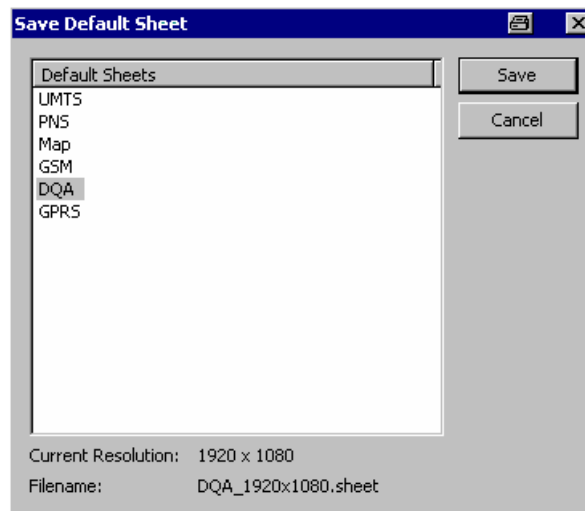 Save Default Sheet
Default Sheets
Save
UMTS
PNS
Cancel
Map
GSM
DQA
GPRS
Current Resolution: 1920 x 1080
Filename: DQA_1920x1080.sheet